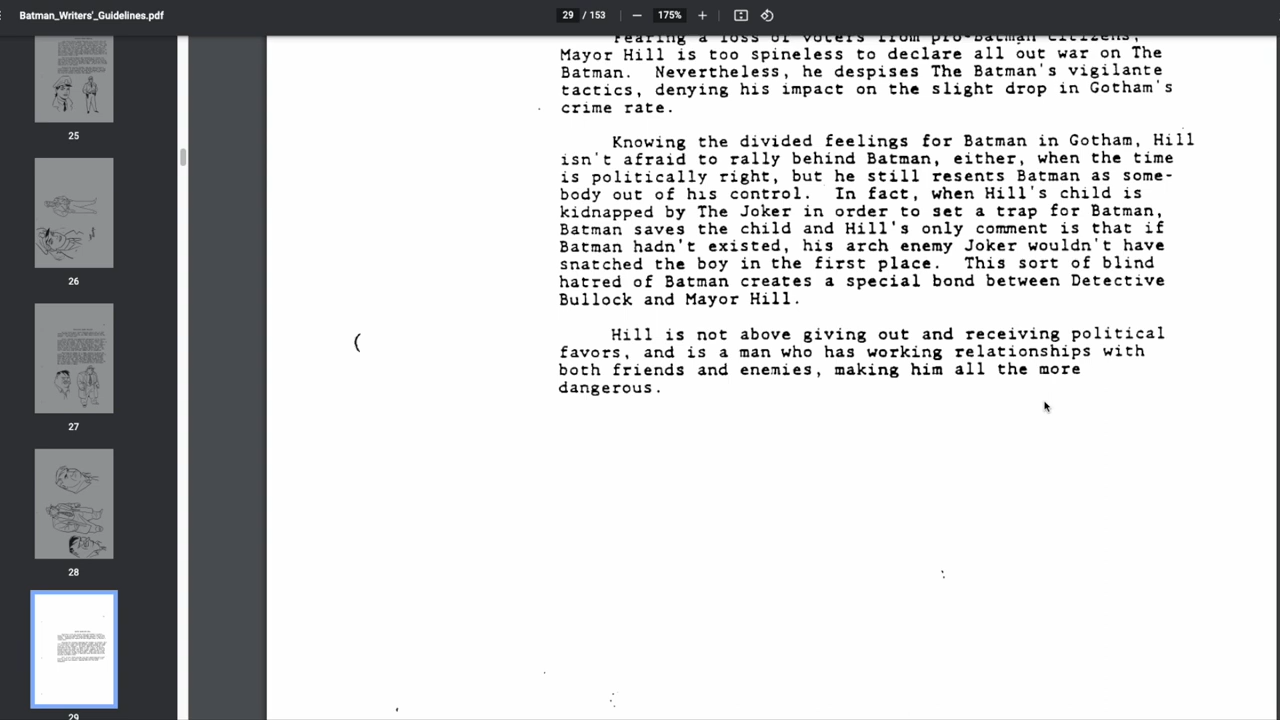 Batman_Writers'_Guidelines.pdf
29 / 153
175%
25
26
27
28
29
Fearing a loss of voters from pro-Batman citizens,
Mayor Hill is too spineless to declare all out war on The
Batman. Nevertheless, he despises The Batman's vigilante
tactics, denying his impact on the slight drop in Gotham's
crime rate.
Knowing the divided feelings for Batman in Gotham, Hill
isn't afraid to rally behind Batman, either, when the time
is politically right, but he still resents Batman as some-
body out of his control. In fact, when Hill's child is
kidnapped by The Joker in order to set a trap for Batman,
Batman saves the child and Hill's only comment is that if
Batman hadn't existed, his arch enemy Joker wouldn't have
snatched the boy in the first place. This sort of blind
hatred of Batman creates a special bond between Detective
Bullock and Mayor Hill.
Hill is not above giving out and receiving political
favors, and is a man who has working relationships with
both friends and enemies, making him all the more
dangerous.